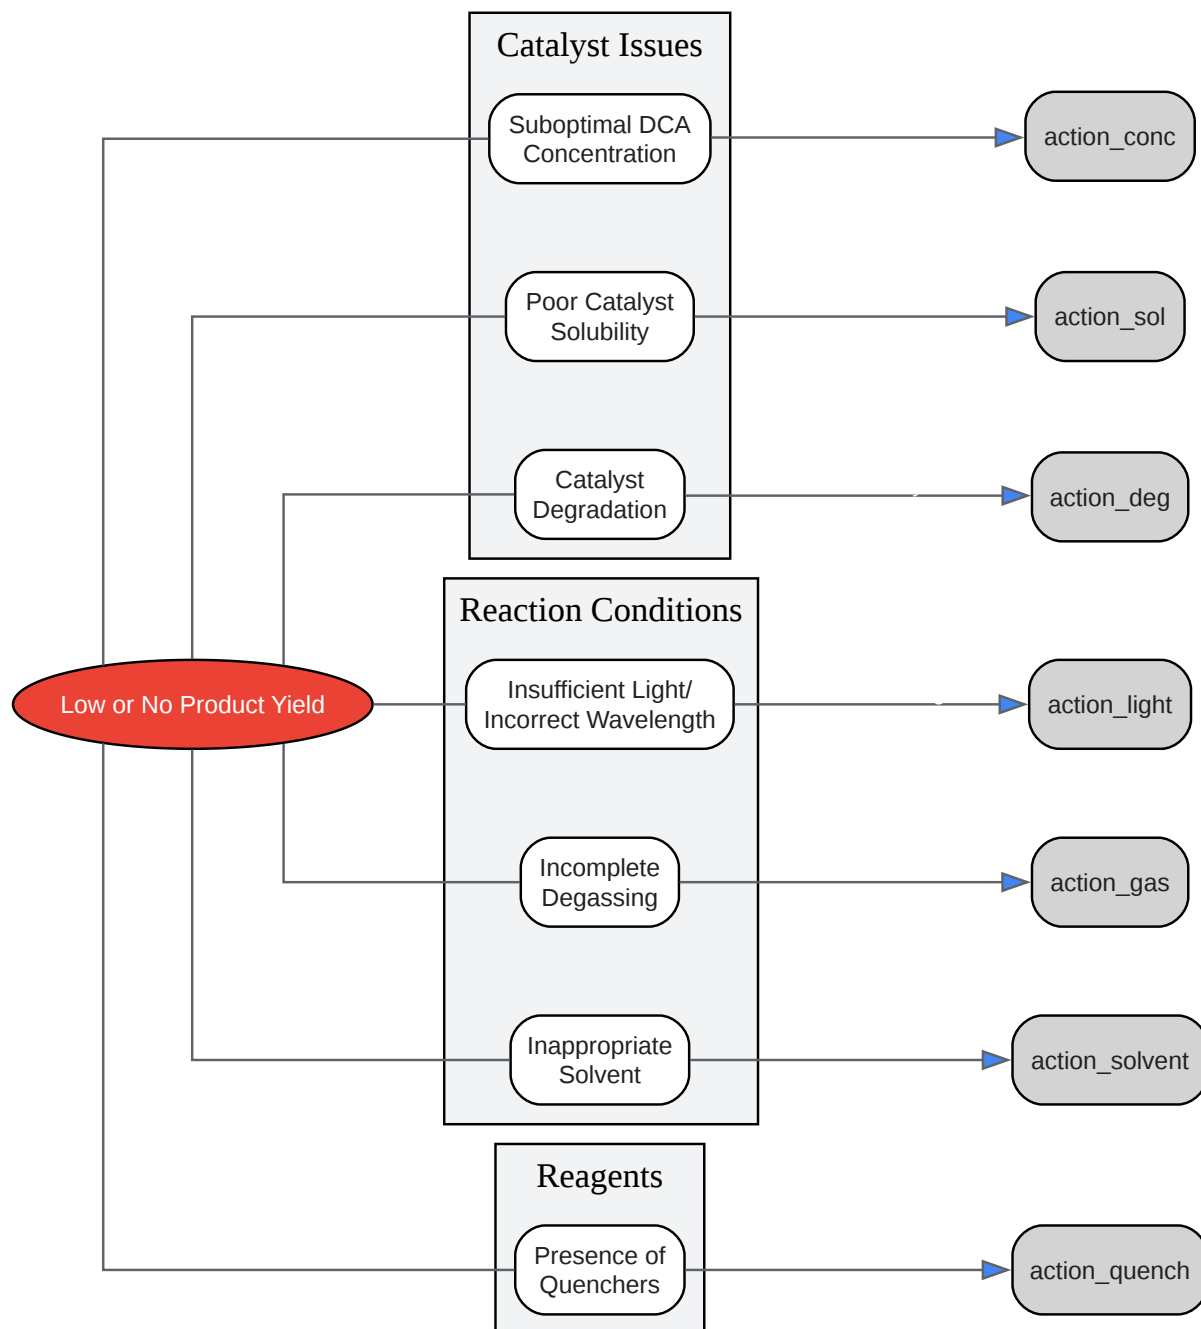 Catalyst Issues
Suboptimal DCA
Concentration
action_conc
Poor Catalyst
Solubility
action_sol
Catalyst
Degradation
action_deg
Reaction Conditions
Low or No Product Yield
Insufficient Light/
Incorrect Wavelength
action_light
Incomplete
Degassing
action_gas
Inappropriate
Solvent
action_solvent
Reagents
Presence of
Quenchers
action_quench